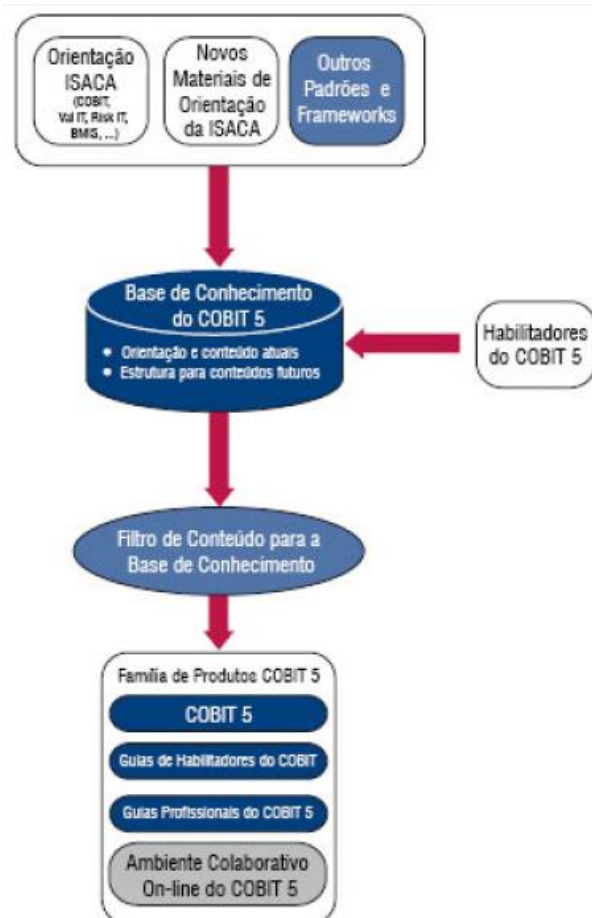 Orientação
ISACA
(COBIT,
Val IT, Risk IT,
BMIS, ...)
Novos
Materiais de
Orientação
da ISACA
Outros
Padrões e
Frameworks
Base de Conhecimento
do COBIT 5
• Orientação e conteúdo atuais
• Estrutura para conteúdos futuros
Habilitadores
do COBIT 5
Filtro de Conteúdo para a
Base de Conhecimento
Família de Produtos COBIT 5
COBIT 5
Guias de Habilitadores do COBIT
Guias Profissionais do COBIT 5
Ambiente Colaborativo
On-line do COBIT 5